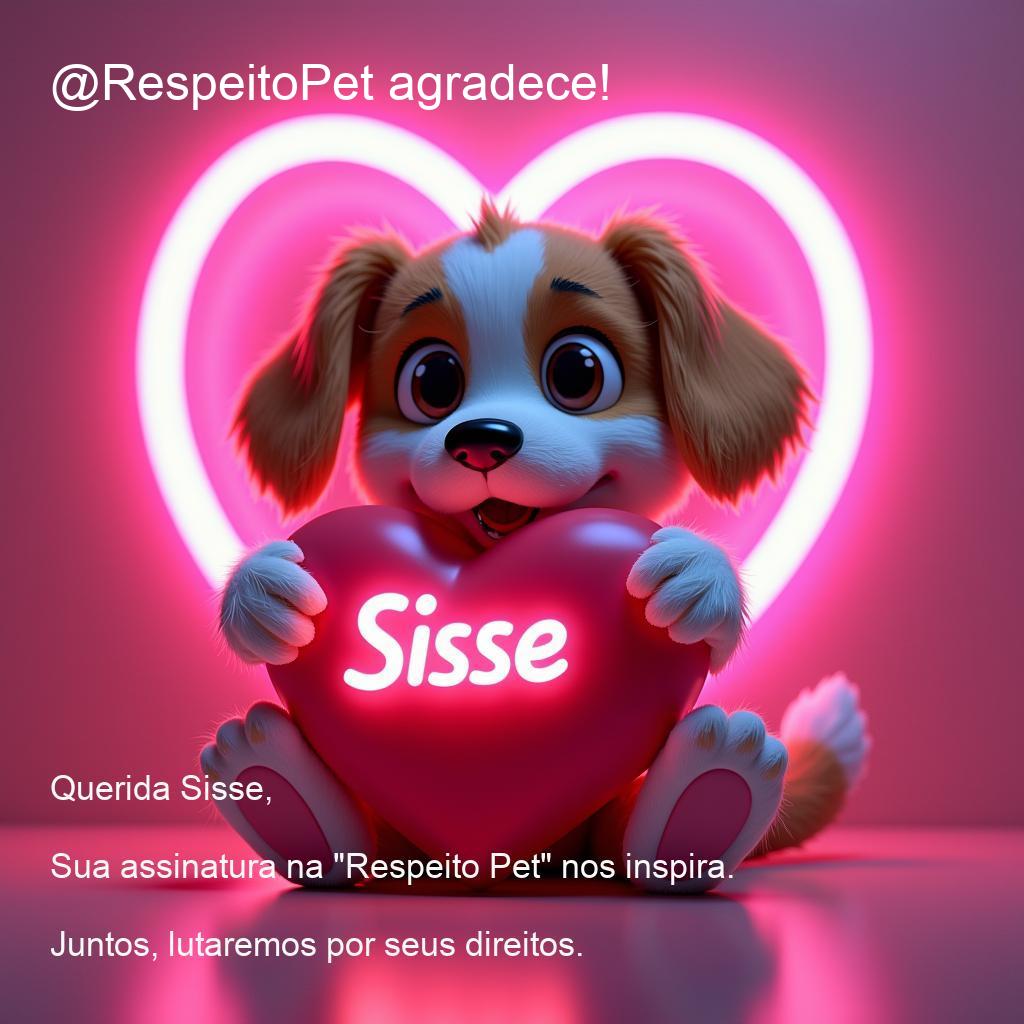 @RespeitoPet agradece!
Sisse
Querida Sisse,
Sua assinatura na "Respeito Pet" nos inspira.
Juntos, lutaremos por seus direitos.